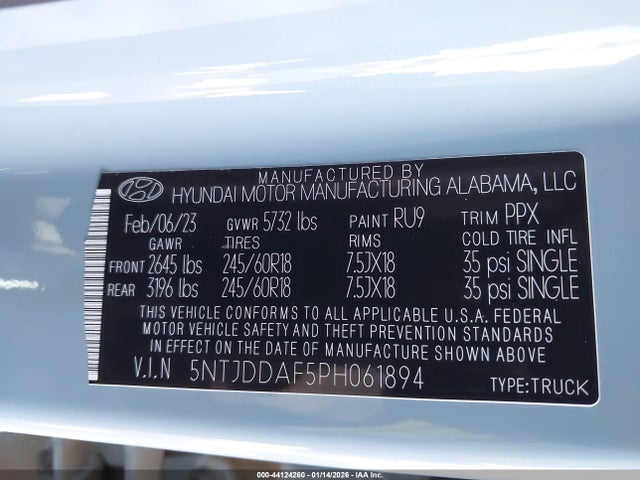 MANUFACTURED BY
HYUNDAI MOTOR MANUFACTURING ALABAMA, LLC
Feb/06/23 GVWR 5732 lbs PAINT RU9 TRIM PPX
GAWR TIRES RIMS COLD TIRE INFL
FRONT 2645 lbs 245/60R18 7.5JX18 35 psi SINGLE
REAR 3196 lbs 245/60R18 7.5JX18 35 psi SINGLE
THIS VEHICLE CONFORMS TO ALL APPLICABLE U.S.A. FEDERAL
MOTOR VEHICLE SAFETY AND THEFT PREVENTION STANDARDS
IN EFFECT ON THE DATE OF MANUFACTURE SHOWN ABOVE
V.I.N 5NTJDDAF5PH061894 TYPE:TRUCK
000-44124260 - 01/14/2026 - IAA Inc.